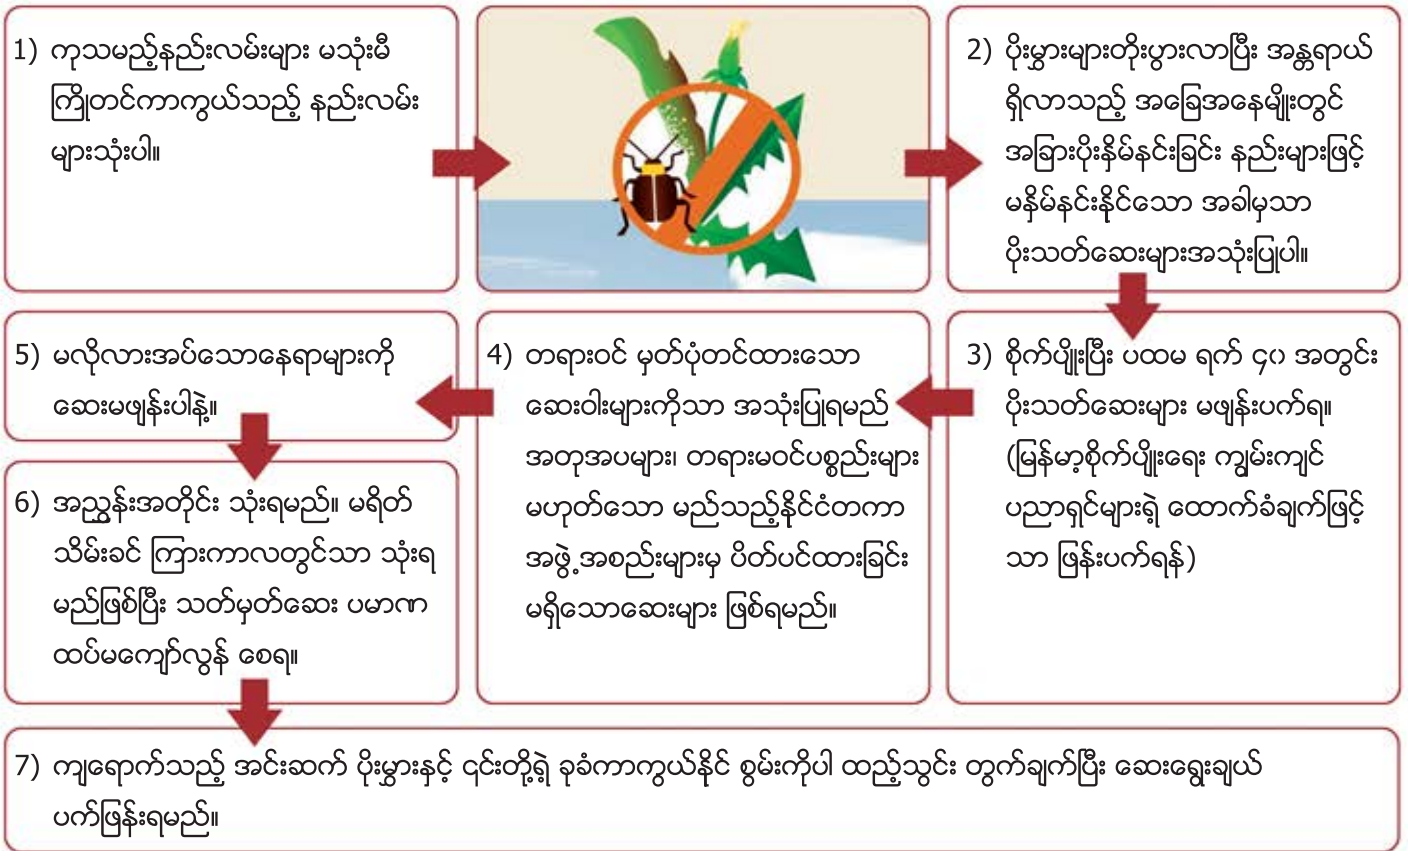 1) ကုသမည့်နည်းလမ်းများ မသုံးမီ
ကြိုတင်ကာကွယ်သည့် နည်းလမ်း
များသုံးပါ။
2) ပိုးမွှားများတိုးပွားလာပြီး အန္တရာယ်
ရှိလာသည့် အခြေအနေမျိုးတွင်
အခြားပိုးနှိမ်နင်းခြင်း နည်းများဖြင့်
မနှိမ်နင်းနိုင်သော အခါမှသာ
ပိုးသတ်ဆေးများအသုံးပြုပါ။
3) စိုက်ပျိုးပြီး ပထမ ရက် ၄၀ အတွင်း
ပိုးသတ်ဆေးများ မဖျန်းပက်ရ။
(မြန်မာ့စိုက်ပျိုးရေး ကျွမ်းကျင်
ပညာရှင်များရဲ့ ထောက်ခံချက်ဖြင့်
သာ ဖြန်းပက်ရန်)
4) တရားဝင် မှတ်ပုံတင်ထားသော
ဆေးဝါးများကိုသာ အသုံးပြုရမည်
အတုအပများ၊ တရားမဝင်ပစ္စည်းများ
မဟုတ်သော မည်သည့်နိုင်ငံတကာ
အဖွဲ့အစည်းများမှ ပိတ်ပင်ထားခြင်း
မရှိသောဆေးများ ဖြစ်ရမည်။
5) မလိုလားအပ်သောနေရာများကို
ဆေးမဖျန်းပါနဲ့။
6) အညွှန်းအတိုင်း သုံးရမည်။ မရိတ်
သိမ်းခင် ကြားကာလတွင်သာ သုံးရ
မည်ဖြစ်ပြီး သတ်မှတ်ဆေး ပမာဏ
ထပ်မကျော်လွန် စေရ။
7) ကျရောက်သည့် အင်းဆက် ပိုးမွှားနှင့် ၎င်းတို့ရဲ့ ခုခံကာကွယ်နိုင် စွမ်းကိုပါ ထည့်သွင်း တွက်ချက်ပြီး ဆေးရွေးချယ်
ပက်ဖြန်းရမည်။